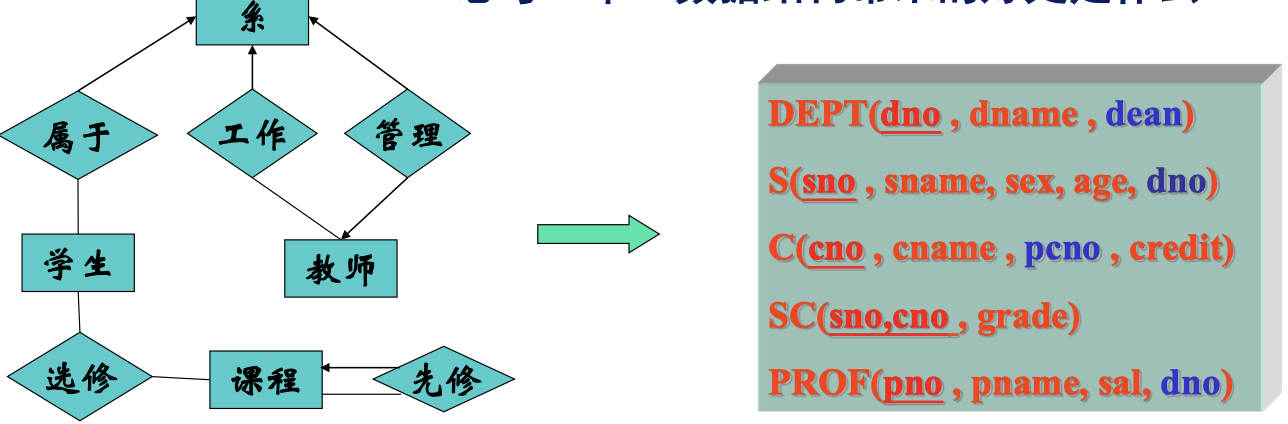 系
属于
工作
管理
学生
教师
选修
课程
先修
DEPT(dno , dname , dean)
S(sno , sname, sex, age, dno)
C(cno , cname , pcno , credit)
SC(sno,cno , grade)
PROF(pno , pname, sal, dno)